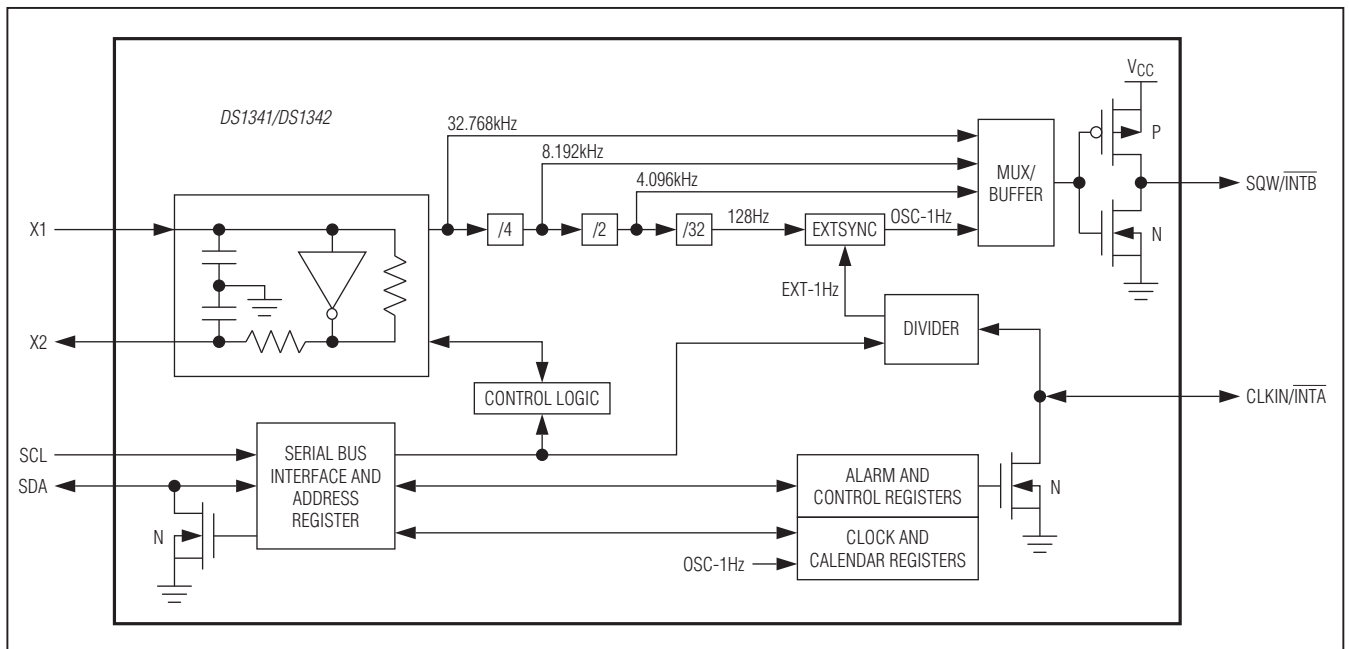 DS1341/DS1342
32.768kHz
8.192kHz
4.096kHz
/4
/2
/32
128Hz
EXTSYNC
OSC-1Hz
MUX/
BUFFER
VCC
P
N
SQW/INTB
X1
X2
EXT-1Hz
DIVIDER
CONTROL LOGIC
CLKIN/INTA
SCL
SDA
N
SERIAL BUS
INTERFACE AND
ADDRESS
REGISTER
ALARM AND
CONTROL REGISTERS
CLOCK AND
CALENDAR REGISTERS
OSC-1Hz
N